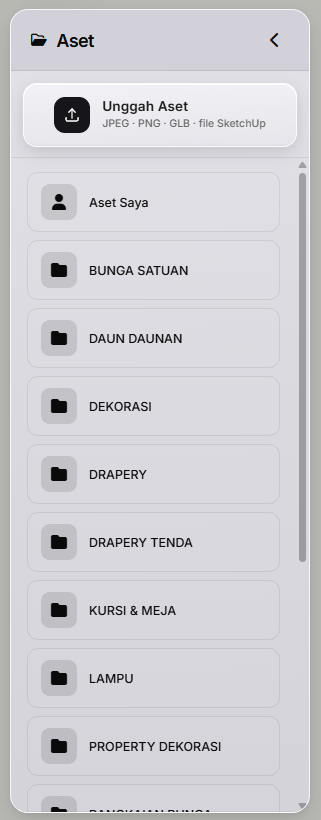 Aset
Unggah Aset
JPEG · PNG · GLB · file SketchUp
Aset Saya
BUNGA SATUAN
DAUN DAUNAN
DEKORASI
DRAPERY
DRAPERY TENDA
KURSI & MEJA
LAMPU
PROPERTY DEKORASI